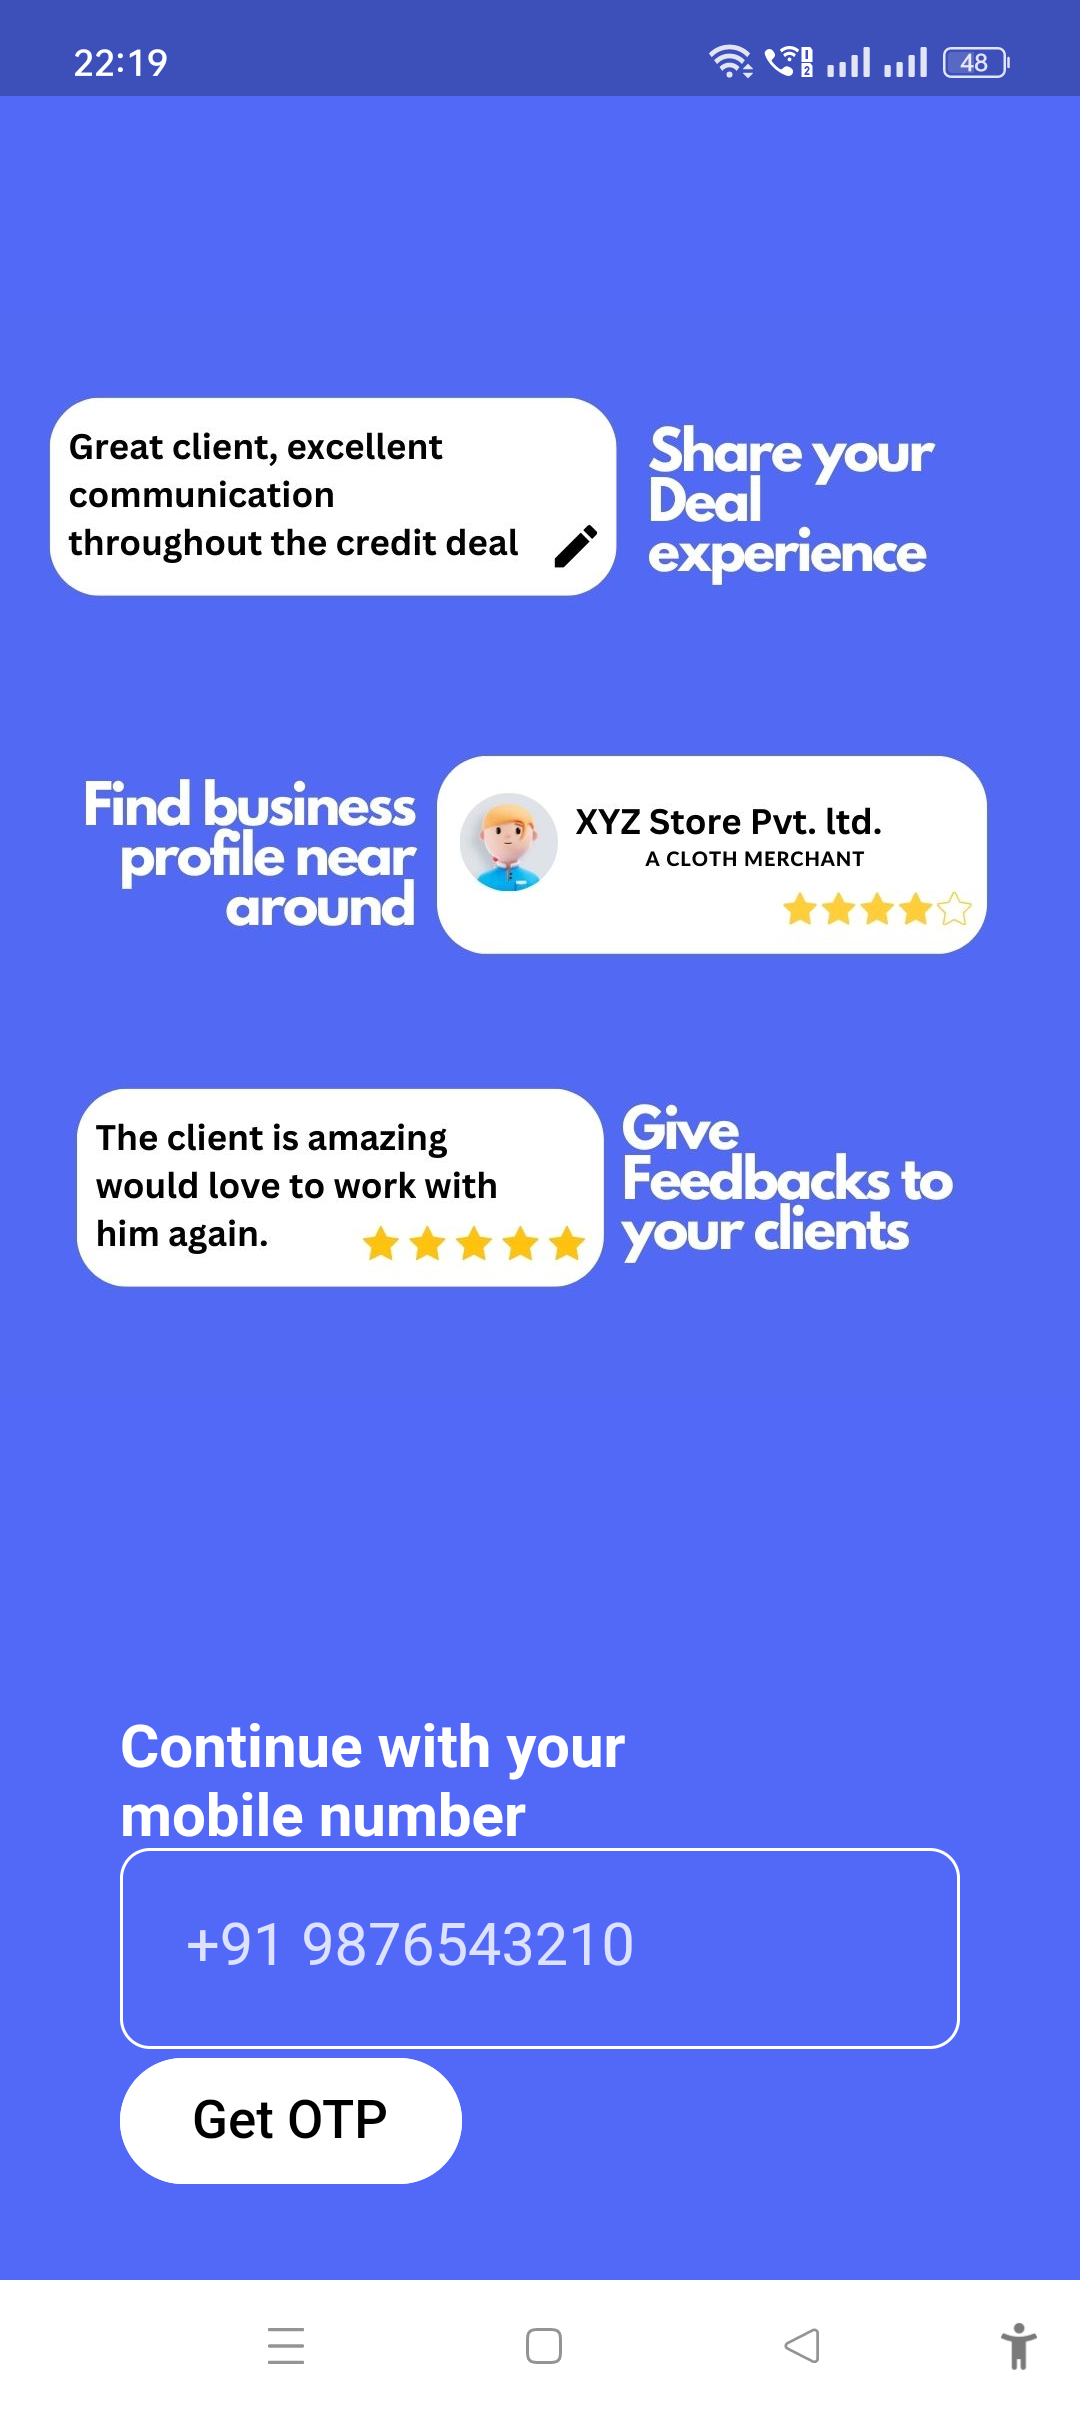 22:19
48
Great client, excellent
communication
throughout the credit deal
Share your
Deal
experience
Find business
profile near
around
XYZ Store Pvt. ltd.
A CLOTH MERCHANT
The client is amazing
would love to work with
him again.
Give
Feedbacks to
your clients
Continue with your
mobile number
+91 9876543210
Get OTP